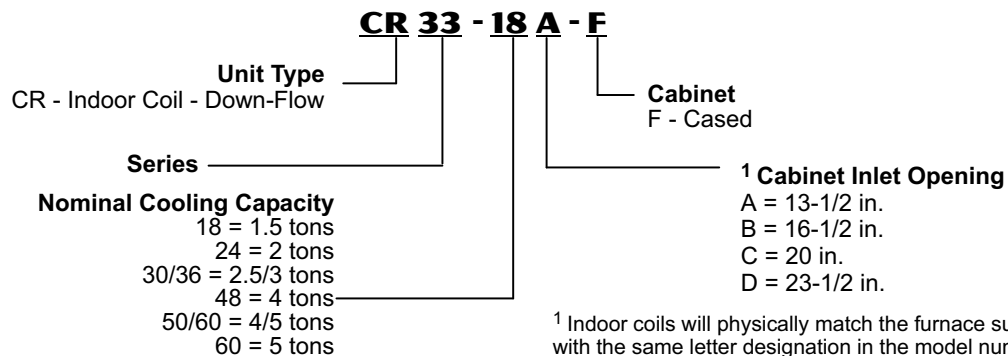 CR 33 - 18 A - F
Unit Type
CR - Indoor Coil - Down-Flow
Cabinet
F - Cased
Series
1 Cabinet Inlet Opening
A = 13-1/2 in.
B = 16-1/2 in.
C = 20 in.
D = 23-1/2 in.
Nominal Cooling Capacity
18 = 1.5 tons
24 = 2 tons
30/36 = 2.5/3 tons
48 = 4 tons
50/60 = 4/5 tons
60 = 5 tons
1 Indoor coils will physically match the furnace
with the same letter designation in the model